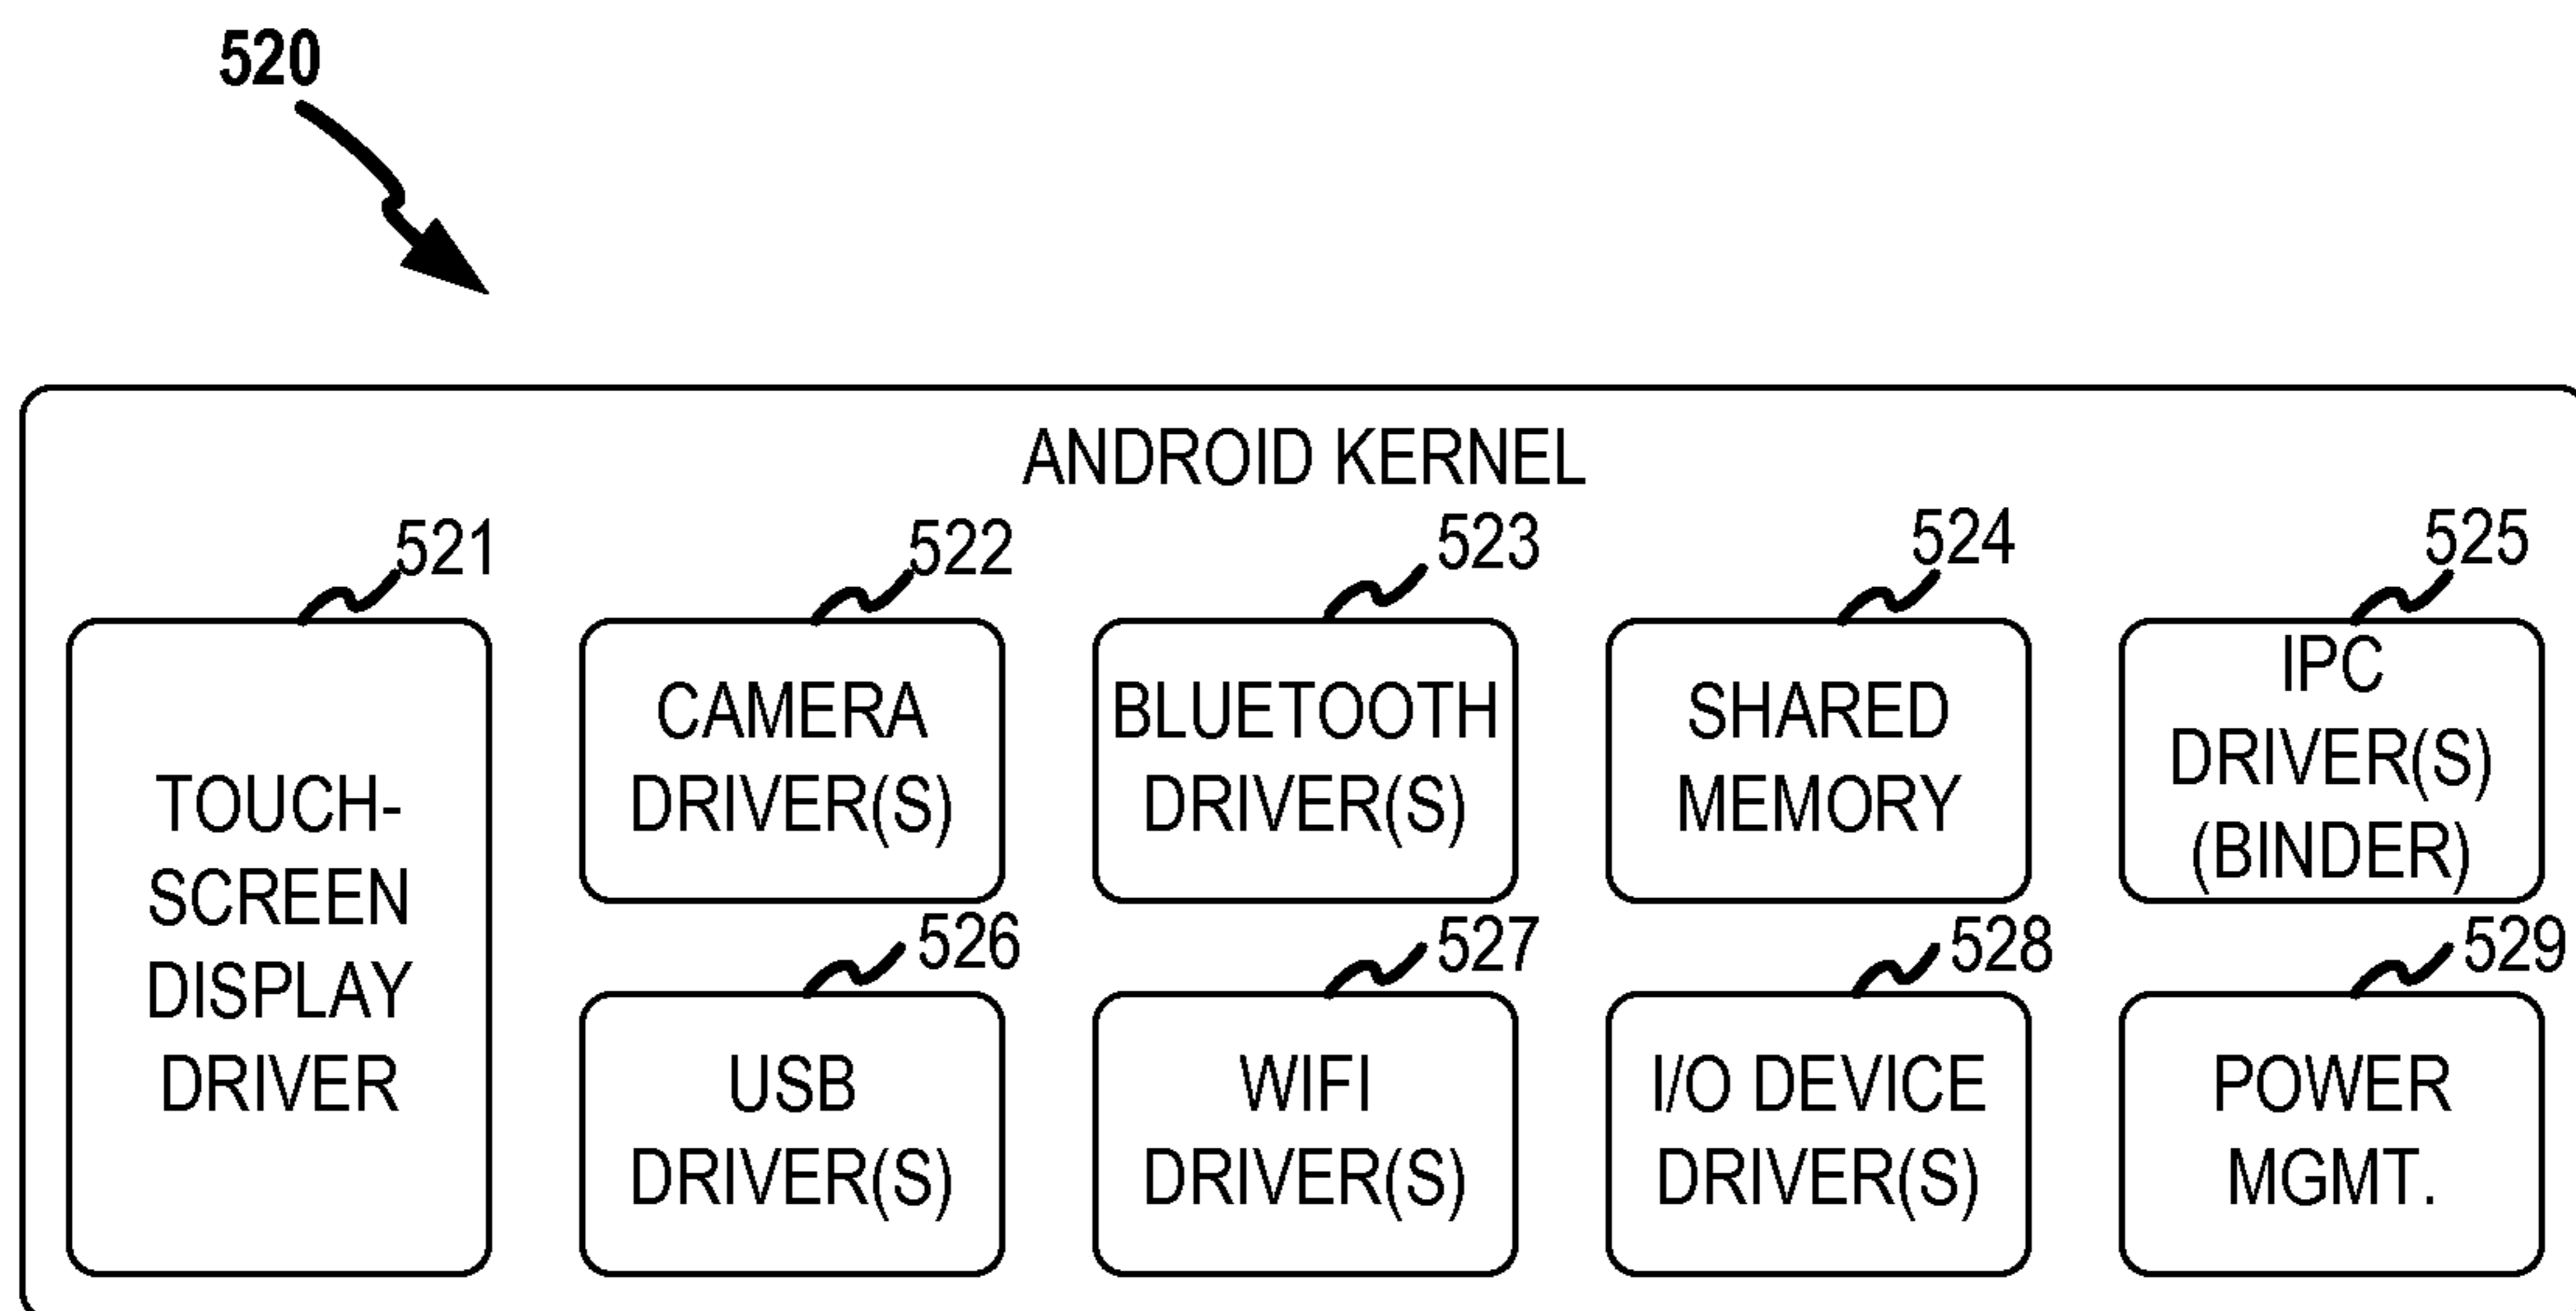 520
ANDROID KERNEL
521
TOUCH-
SCREEN
DISPLAY
DRIVER
522
CAMERA
DRIVER(S)
523
BLUETOOTH
DRIVER(S)
524
SHARED
MEMORY
525
IPC
DRIVER(S)
(BINDER)
526
USB
DRIVER(S)
527
WIFI
DRIVER(S)
528
I/O DEVICE
DRIVER(S)
529
POWER
MGMT.